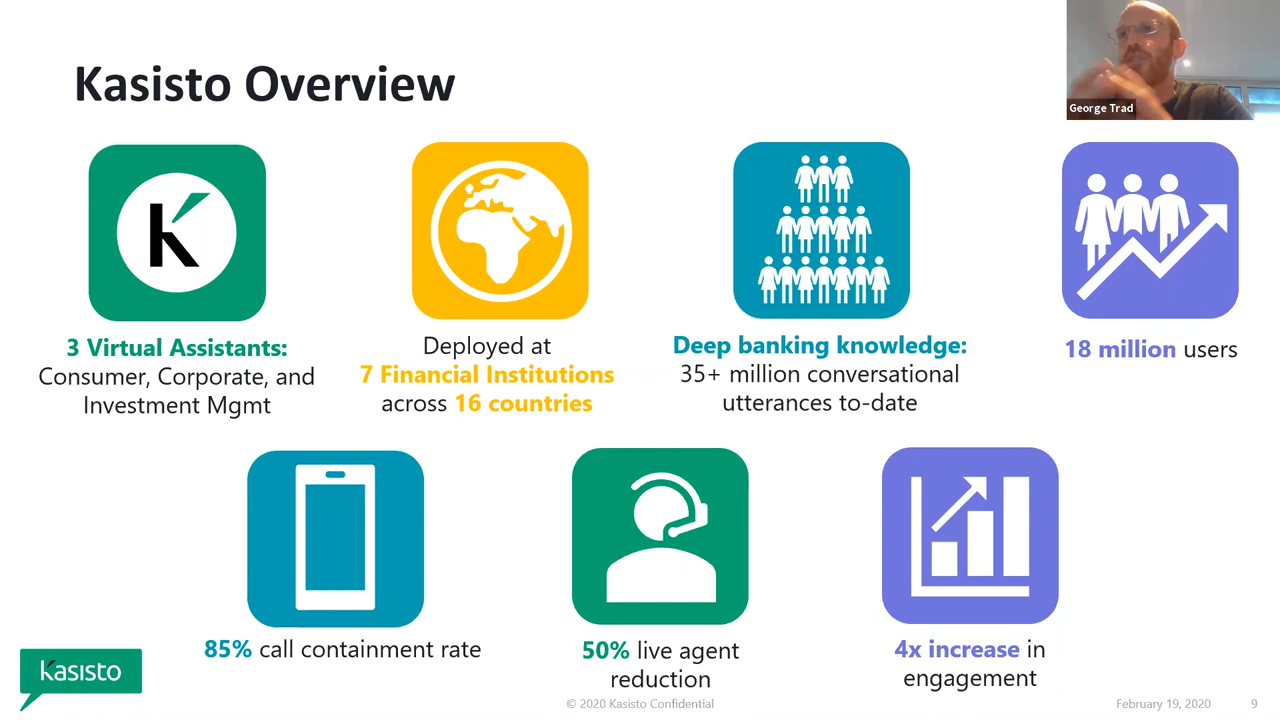 Kasisto Overview
George Trad
3 Virtual Assistants:
Consumer, Corporate, and
Investment Mgmt
Deployed at
7 Financial Institutions
across 16 countries
Deep banking knowledge:
35+ million conversational
utterances to-date
18 million users
85% call containment rate
50% live agent
reduction
4x increase in
engagement
kasisto
© 2020 Kasisto Confidential
February 19, 2020
9